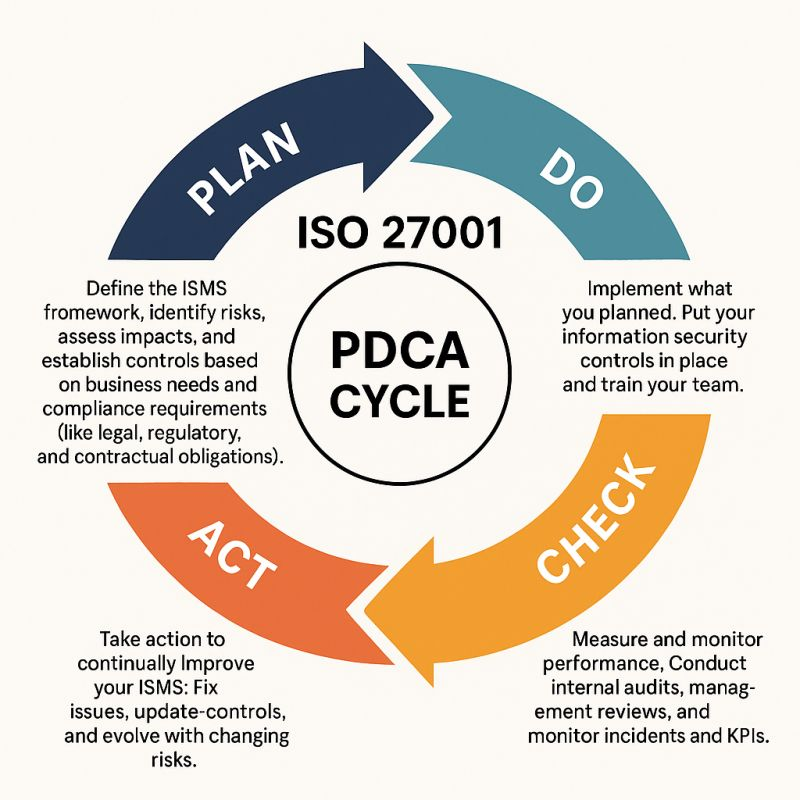 PLAN
DO
ISO 27001
PDCA
CYCLE
Define the ISMS
fromework, identify risks,
assess impacts, and
establish controls based
on business needs and
compliance requirements
(like legal, regulatory,
and contractual obligations).
Implement what
you planned. Put your
information security
controls in place
and train your team.
CHECK
ACT
Measure and monitor
performance, Conduct
internal audits, manag-
ement reviews, and
monitor incidents and KPIs.
Take action to
continually Improve
your ISMS: Fix
issues, update-controls,
and evolve with changing
risks.